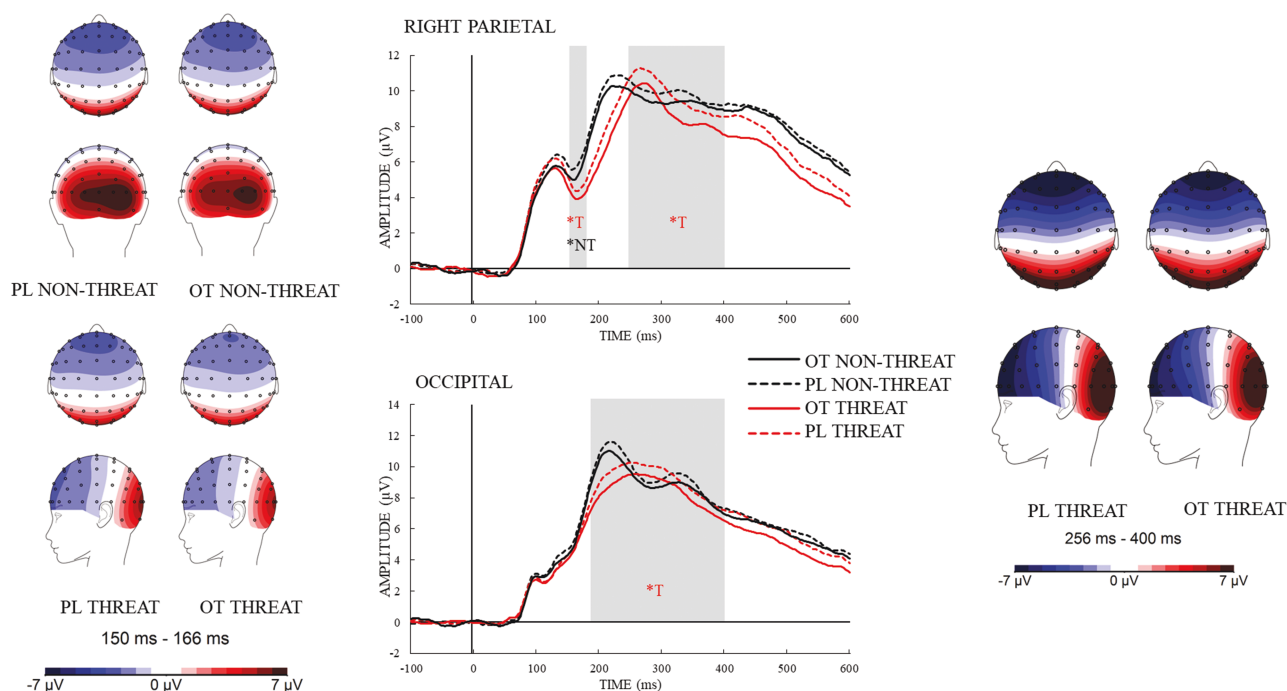 PL NON-THREAT
OT NON-THREAT
PL THREAT
OT THREAT
150 ms - 166 ms
-7 µV
0 µV
7 µV
RIGHT PARIETAL
AMPLITUDE (µV)
12
10
8
6
4
2
0
-2
*T
*NT
*T
-100
0
100
200
300
400
500
600
TIME (ms)
OCCIPITAL
AMPLITUDE (µV)
14
12
10
8
6
4
2
0
-2
*T
-100
0
100
200
300
400
500
600
TIME (ms)
OT NON-THREAT
PL NON-THREAT
OT THREAT
PL THREAT
PL THREAT
OT THREAT
256 ms - 400 ms
-7 µV
0 µV
7 µV